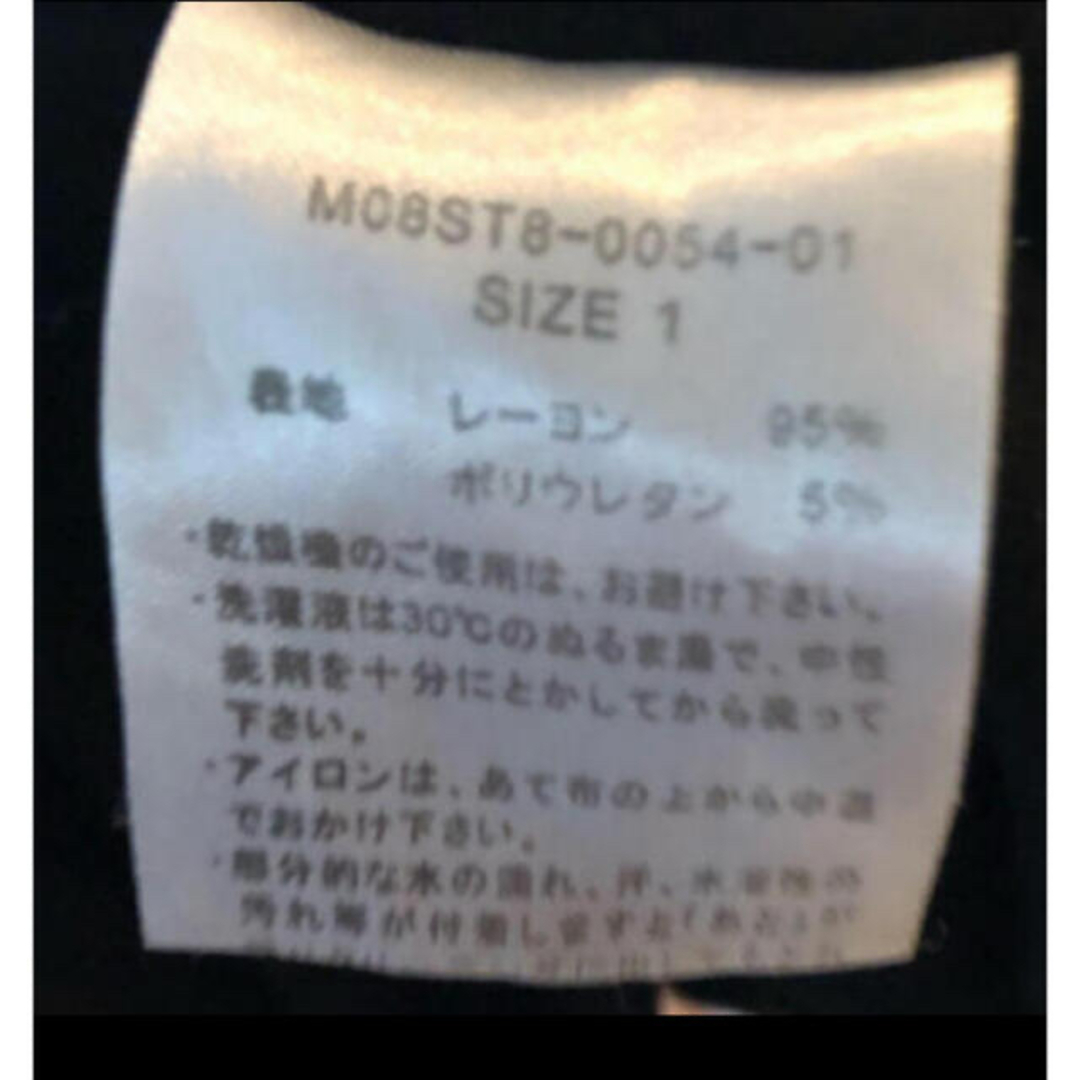 M08ST8-0054-01
SIZE 1
表地 レーヨン 95%
ポリウレタン 5%
・乾燥機のご使用は、お避け下さい。
・洗濯液は30℃のぬるま湯で、中性
洗剤を十分にとかしてから洗って
下さい。
・アイロンは、あて布の上から中温
でおかけ下さい。
・部分的な水の濡れ、汗、水溶性の
汚れ等が付着しますと